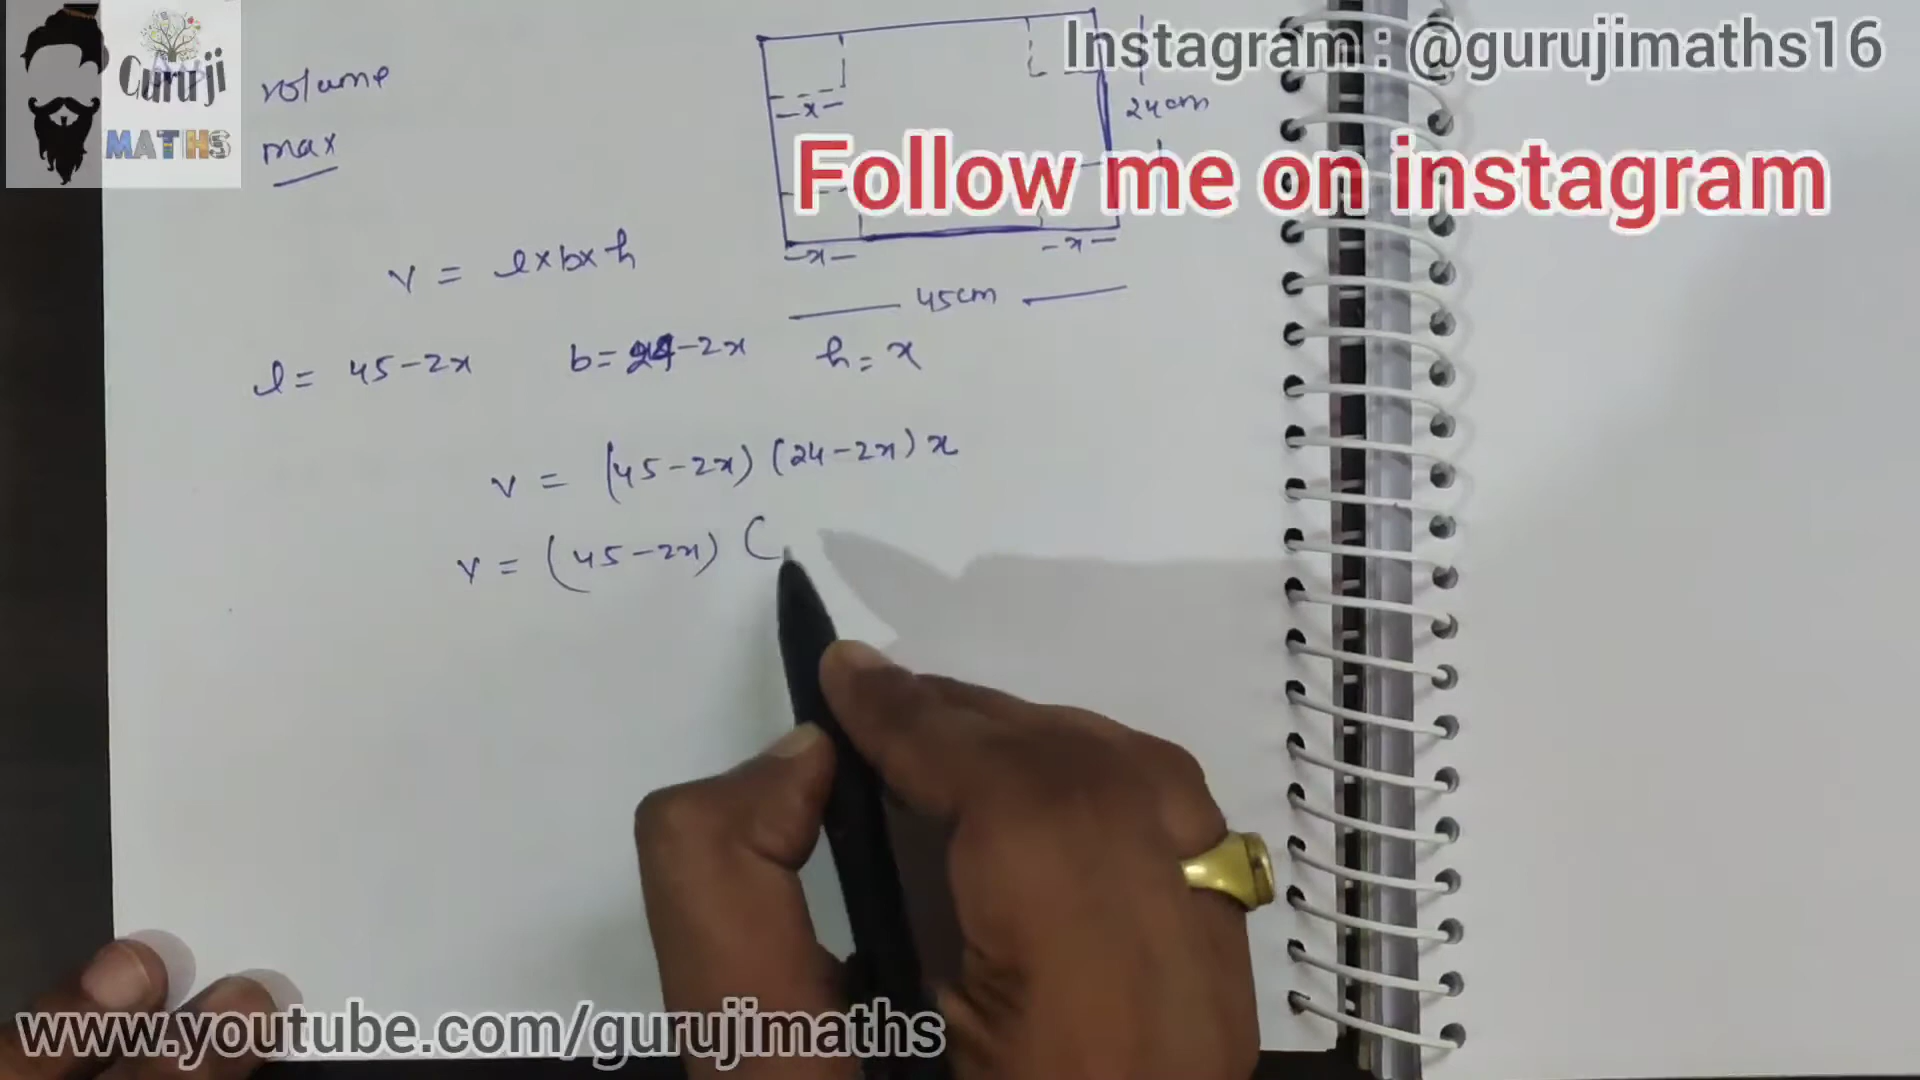 Guruji
MATHS
volume
max
Instagram : @gurujimaths16
24cm
Follow me on instagram
-x-
-x-
-x-
45cm
V = l×b×h
l = 45-2x b= 24-2x h= x
V = (45-2x) (24-2x) x
V = (45-2x) (
www.youtube.com/gurujimaths